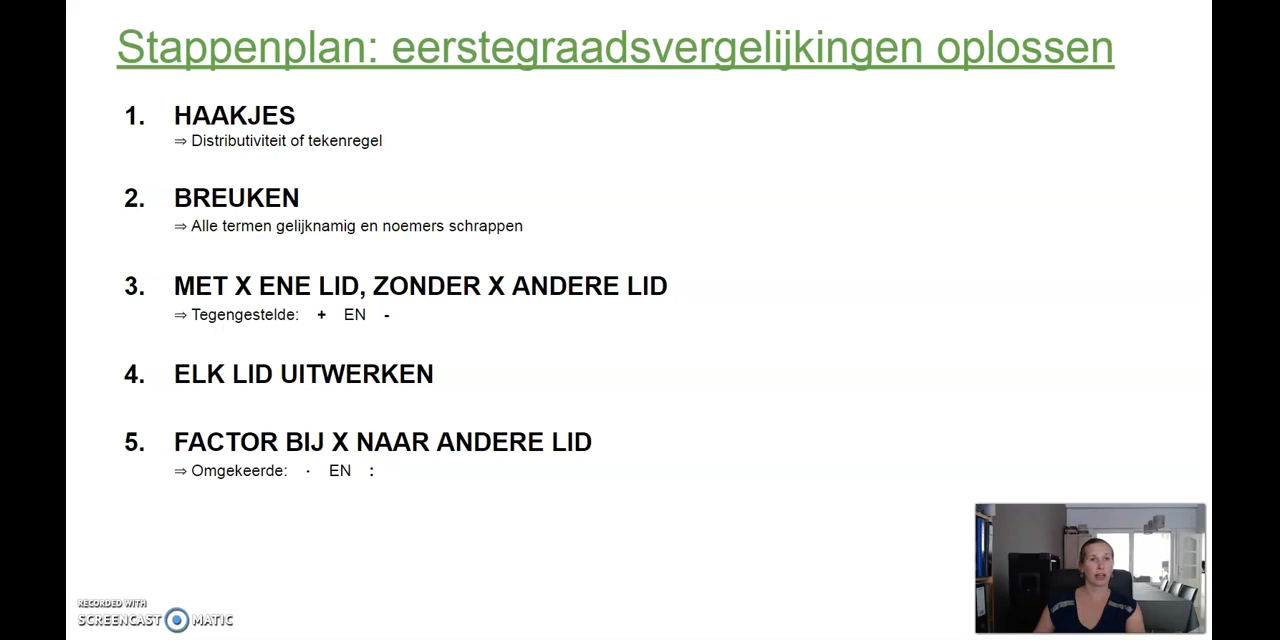 Stappenplan: eerstegraadsvergelijkingen oplossen
1. HAAKJES
⇒ Distributiviteit of tekenregel
2. BREUKEN
⇒ Alle termen gelijknamig en noemers schrappen
3. MET X ENE LID, ZONDER X ANDERE LID
⇒ Tegengestelde: + EN -
4. ELK LID UITWERKEN
5. FACTOR BIJ X NAAR ANDERE LID
⇒ Omgekeerde: · EN :
RECORDED WITH
SCREENCAST MATIC